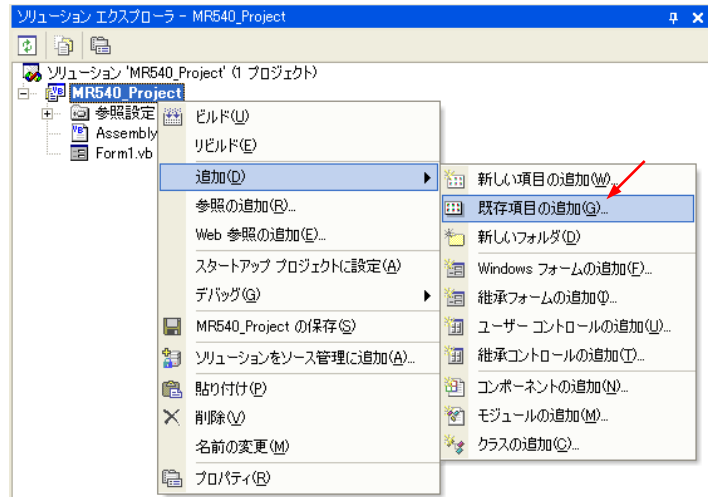 ソリューション エクスプローラ - MR540_Project
ソリューション 'MR540_Project' (1 プロジェクト)
MR540_Project
参照設定
Assembly
Form1.vb
ビルド(U)
リビルド(E)
追加(D)
参照の追加(R)...
Web 参照の追加(E)...
スタートアップ プロジェクトに設定(A)
デバッグ(G)
MR540_Project の保存(S)
ソリューションをソース管理に追加(A)...
貼り付け(P)
削除(V)
名前の変更(M)
プロパティ(R)
新しい項目の追加(W)...
既存項目の追加(G)...
新しいフォルダ(D)
Windows フォームの追加(F)...
継承フォームの追加(I)...
ユーザー コントロールの追加(U)...
継承コントロールの追加(T)...
コンポーネントの追加(N)...
モジュールの追加(M)...
クラスの追加(C)...